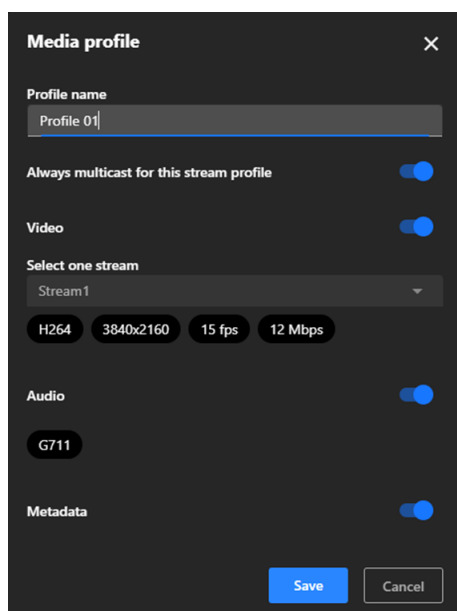 Media profile
Profile name
Profile 01
Always multicast for this stream profile
Video
Select one stream
Stream1
H264 3840x2160 15 fps 12 Mbps
Audio
G711
Metadata
Save Cancel